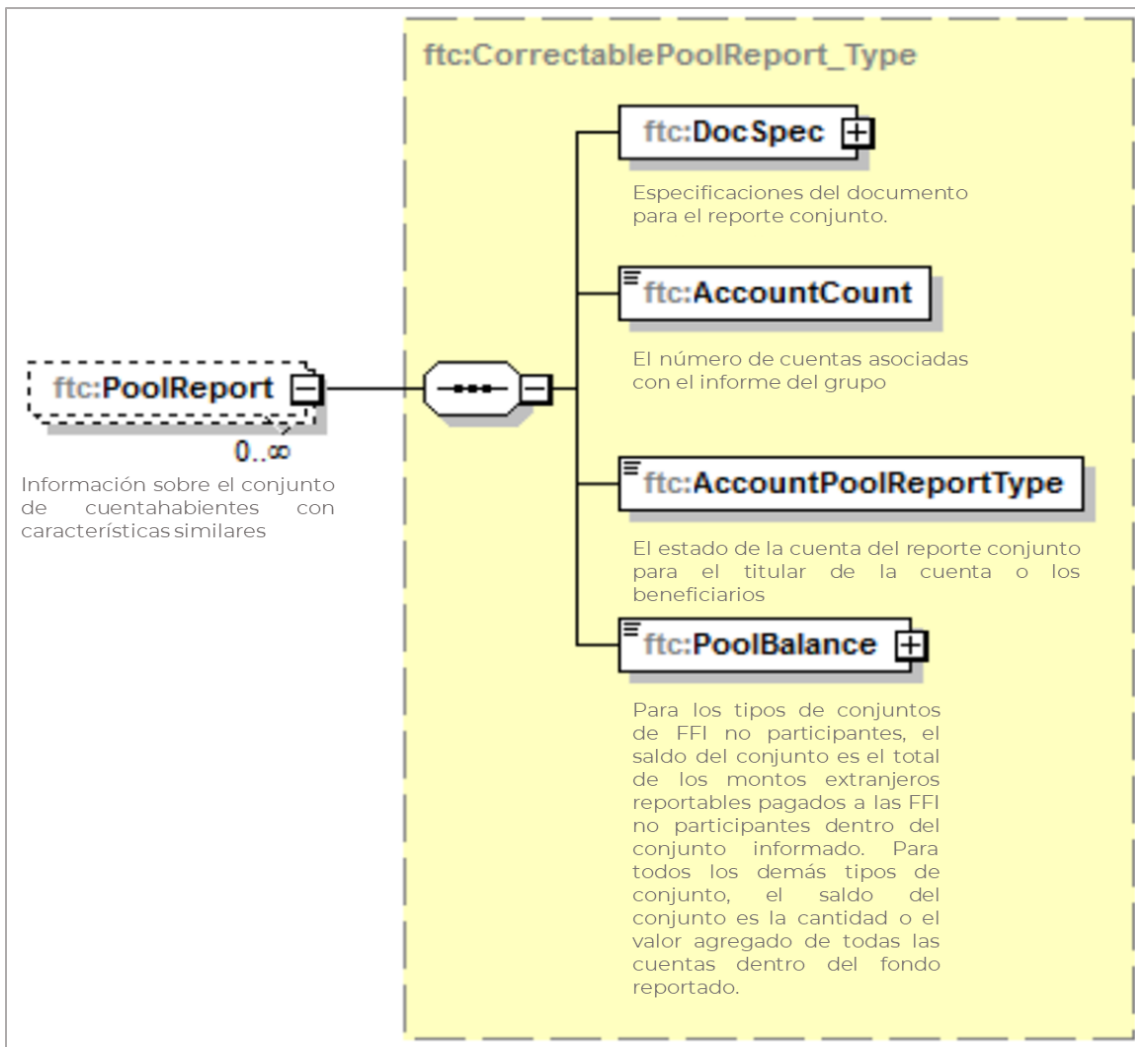 ftc:CorrectablePoolReport_Type
ftc:DocSpec
Especificaciones del documento
para el reporte conjunto.
ftc:AccountCount
El número de cuentas asociadas
con el informe del grupo
ftc:PoolReport
0..∞
Información sobre el conjunto
de cuentahabientes con
características similares
ftc:AccountPoolReportType
El estado de la cuenta del reporte conjunto
para el titular de la cuenta o los
beneficiarios
ftc:PoolBalance
Para los tipos de conjuntos
de FFI no participantes, el
saldo del conjunto es el total
de los montos extranjeros
reportables pagados a las FFI
no participantes dentro del
conjunto informado. Para
todos los demás tipos de
conjunto, el saldo del
conjunto es la cantidad o el
valor agregado de todas las
cuentas dentro del fondo
reportado.